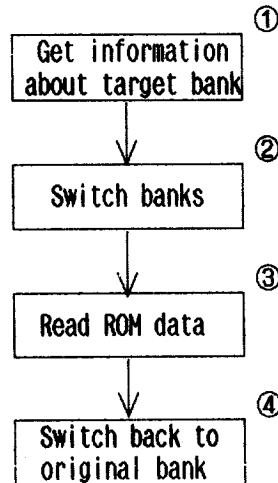 ①
Get information
about target bank
②
Switch banks
③
Read ROM data
④
Switch back to
original bank